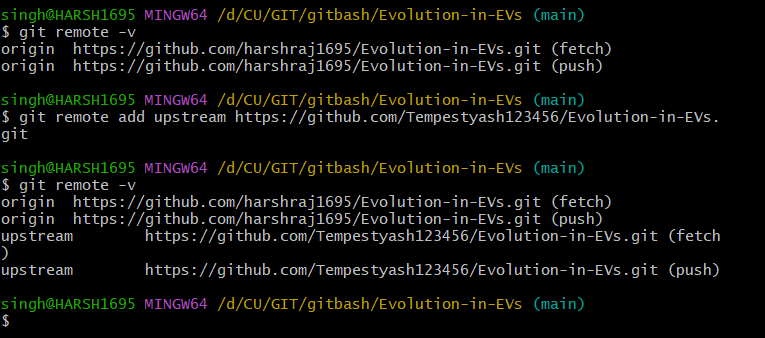 singh@HARSH1695 MINGW64 /d/CU/GIT/gitbash/Evolution-in-EVs (main)
$ git remote -v
origin  https://github.com/harshraj1695/Evolution-in-EVs.git (fetch)
origin  https://github.com/harshraj1695/Evolution-in-EVs.git (push)
singh@HARSH1695 MINGW64 /d/CU/GIT/gitbash/Evolution-in-EVs (main)
$ git remote add upstream https://github.com/Tempestyash123456/Evolution-in-EVs.
git
singh@HARSH1695 MINGW64 /d/CU/GIT/gitbash/Evolution-in-EVs (main)
$ git remote -v
origin  https://github.com/harshraj1695/Evolution-in-EVs.git (fetch)
origin  https://github.com/harshraj1695/Evolution-in-EVs.git (push)
upstream        https://github.com/Tempestyash123456/Evolution-in-EVs.git (fetch
)
upstream        https://github.com/Tempestyash123456/Evolution-in-EVs.git (push)
singh@HARSH1695 MINGW64 /d/CU/GIT/gitbash/Evolution-in-EVs (main)
$